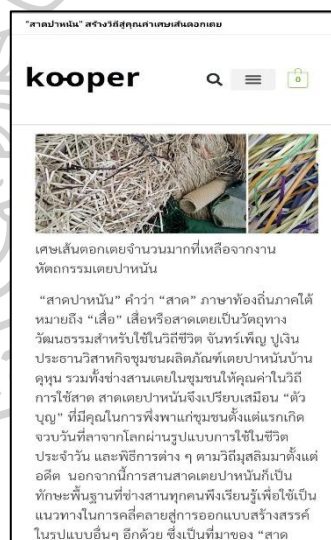 "สาดปาหนัน" สร้างวิถีสู่คุณค่าเศษเส้นตอกเตย
kooper
0
เศษเส้นตอกเตยจำนวนมากที่เหลือจากงาน
หัตถกรรมเตยปาหนัน
"สาดปาหนัน" คำว่า "สาด" ภาษาท้องถิ่นภาคใต้
หมายถึง "เสื่อ" เสื่อหรือสาดเตยเป็นวัตถุทาง
วัฒนธรรมสำหรับใช้ในวิถีชีวิต จันทร์เพ็ญ ปูเงิน
ประธานวิสาหกิจชุมชนผลิตภัณฑ์เตยปาหนันบ้าน
ดุหุน รวมทั้งช่างสานเตยในชุมชนให้คุณค่าในวิถี
การใช้สาด สาดเตยปาหนันจึงเปรียบเสมือน "ตัว
บุญ" ที่มีคุณในการพึ่งพาแก่ชุมชนตั้งแต่แรกเกิด
จวบวันที่ลาจากโลกผ่านรูปแบบการใช้ในชีวิต
ประจำวัน และพิธีการต่าง ๆ ตามวิถีมุสลิมมาตั้งแต่
อดีต นอกจากนี้การสานสาดเตยปาหนันก็เป็น
ทักษะพื้นฐานที่ช่างสานทุกคนพึงเรียนรู้เพื่อใช้เป็น
แนวทางในการคลี่คลายสู่การออกแบบสร้างสรรค์
ในรูปแบบอื่นๆ อีกด้วย ซึ่งเป็นที่มาของ "สาด